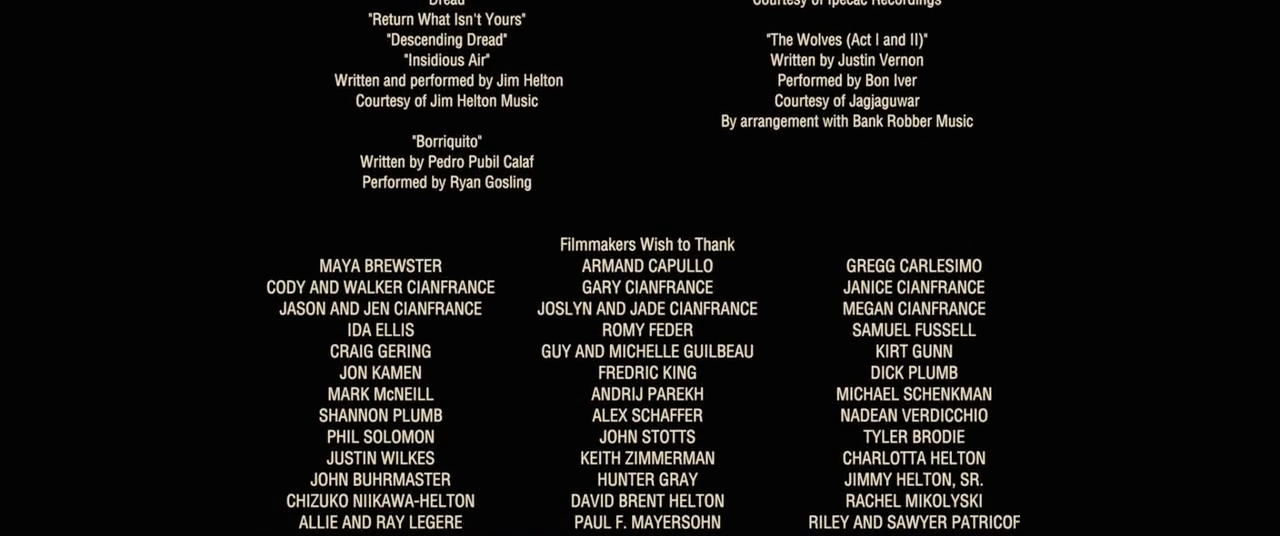 Dread"
"Return What Isn't Yours"
"Descending Dread"
"Insidious Air"
Written and performed by Jim Helton
Courtesy of Jim Helton Music
"Borriquito"
Written by Pedro Pubil Calaf
Performed by Ryan Gosling
Courtesy of Ipecac Recordings
"The Wolves (Act I and II)"
Written by Justin Vernon
Performed by Bon Iver
Courtesy of Jagjaguwar
By arrangement with Bank Robber Music
Filmmakers Wish to Thank
MAYA BREWSTER ARMAND CAPULLO GREGG CARLESIMO
CODY AND WALKER CIANFRANCE GARY CIANFRANCE JANICE CIANFRANCE
JASON AND JEN CIANFRANCE JOSLYN AND JADE CIANFRANCE MEGAN CIANFRANCE
IDA ELLIS ROMY FEDER SAMUEL FUSSELL
CRAIG GERING GUY AND MICHELLE GUILBEAU KIRT GUNN
JON KAMEN FREDRIC KING DICK PLUMB
MARK McNEILL ANDRIJ PAREKH MICHAEL SCHENKMAN
SHANNON PLUMB ALEX SCHAFFER NADEAN VERDICCHIO
PHIL SOLOMON JOHN STOTTS TYLER BRODIE
JUSTIN WILKES KEITH ZIMMERMAN CHARLOTTA HELTON
JOHN BUHRMASTER HUNTER GRAY JIMMY HELTON, SR.
CHIZUKO NIIKAWA-HELTON DAVID BRENT HELTON RACHEL MIKOLYSKI
ALLIE AND RAY LEGERE PAUL F. MAYERSOHN RILEY AND SAWYER PATRICOF